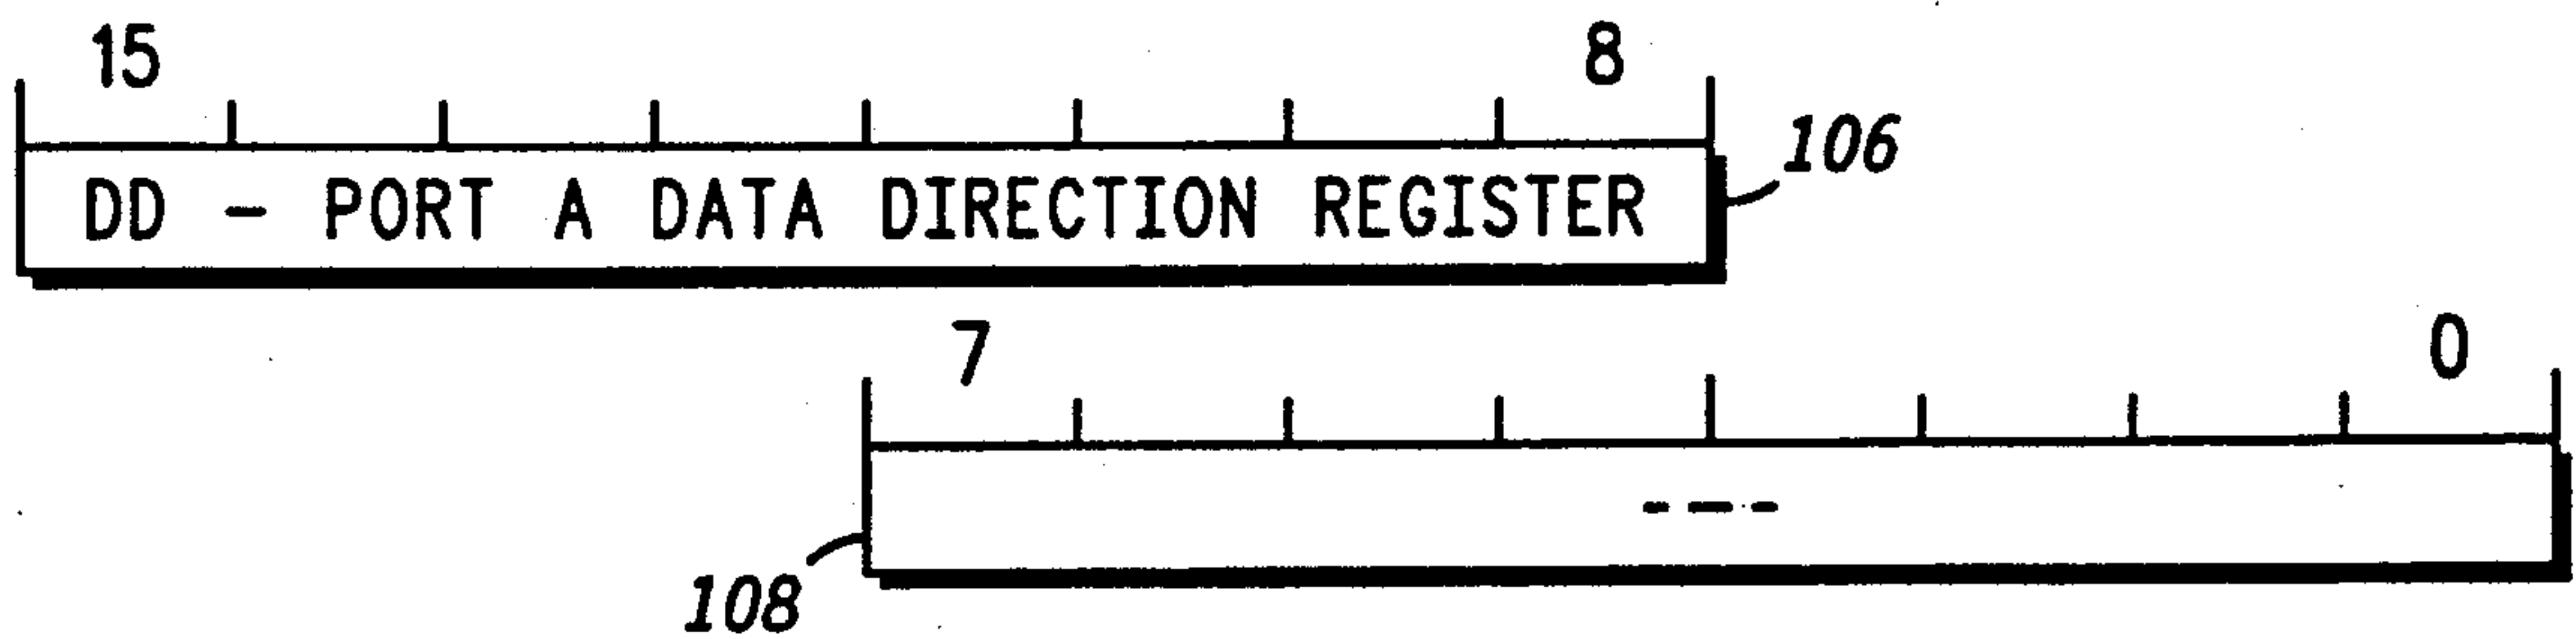 15 8
DD - PORT A DATA DIRECTION REGISTER 106
7 0
---
108